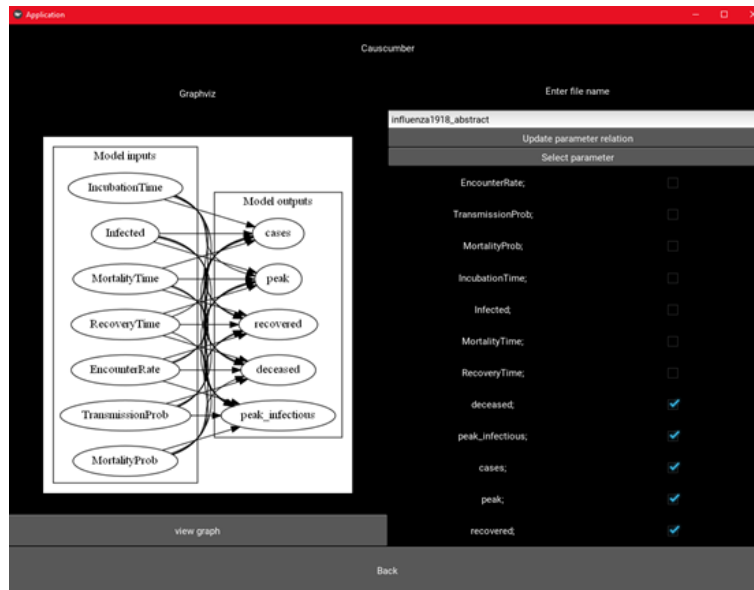 Application
Causcumber
Graphviz
Model inputs
IncubationTime
Infected
MortalityTime
RecoveryTime
EncounterRate
TransmissionProb
MortalityProb
Model outputs
cases
peak
recovered
deceased
peak_infectious
view graph
Enter file name
influenza1918_abstract
Update parameter relation
Select parameter
EncounterRate;
TransmissionProb;
MortalityProb;
IncubationTime;
Infected;
MortalityTime;
RecoveryTime;
deceased;
peak_infectious;
cases;
peak;
recovered;
Back